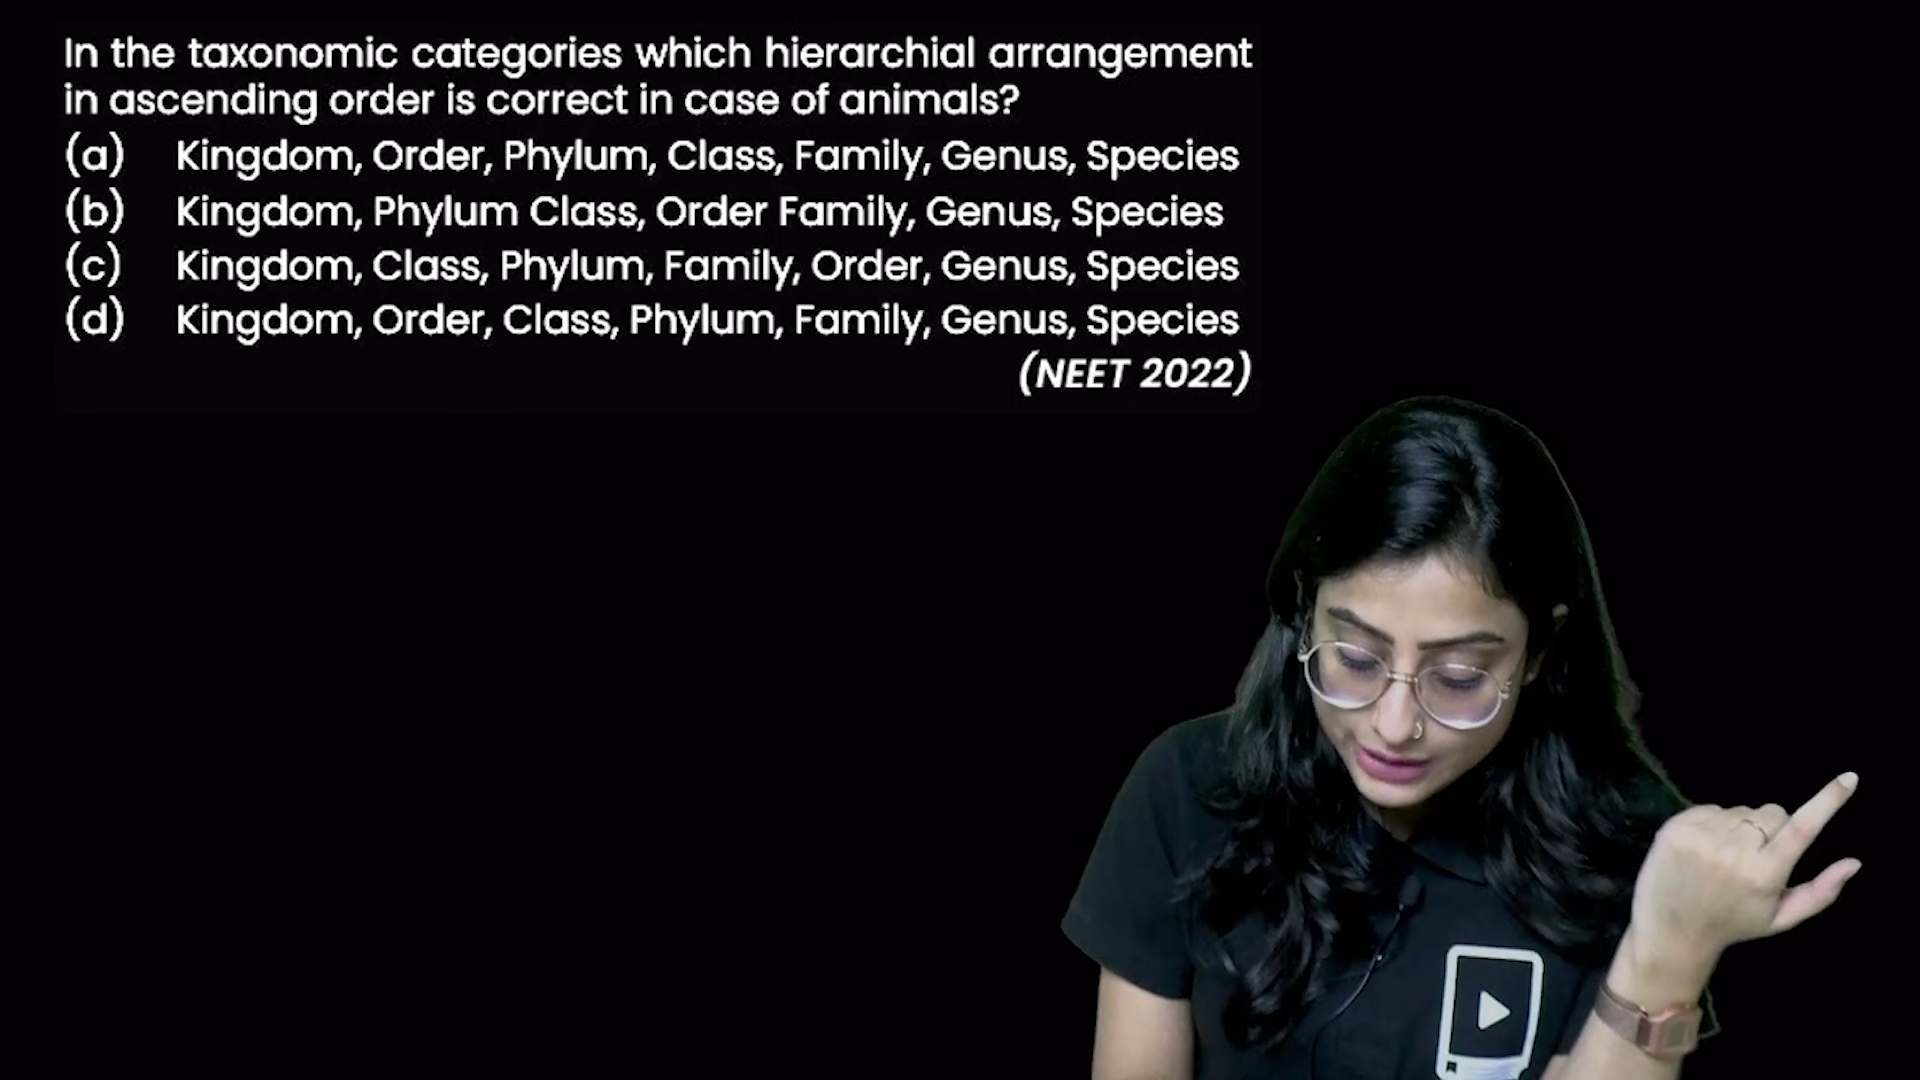 In the taxonomic categories which hierarchial arrangement
in ascending order is correct in case of animals?
(a) Kingdom, Order, Phylum, Class, Family, Genus, Species
(b) Kingdom, Phylum Class, Order Family, Genus, Species
(c) Kingdom, Class, Phylum, Family, Order, Genus, Species
(d) Kingdom, Order, Class, Phylum, Family, Genus, Species
(NEET 2022)